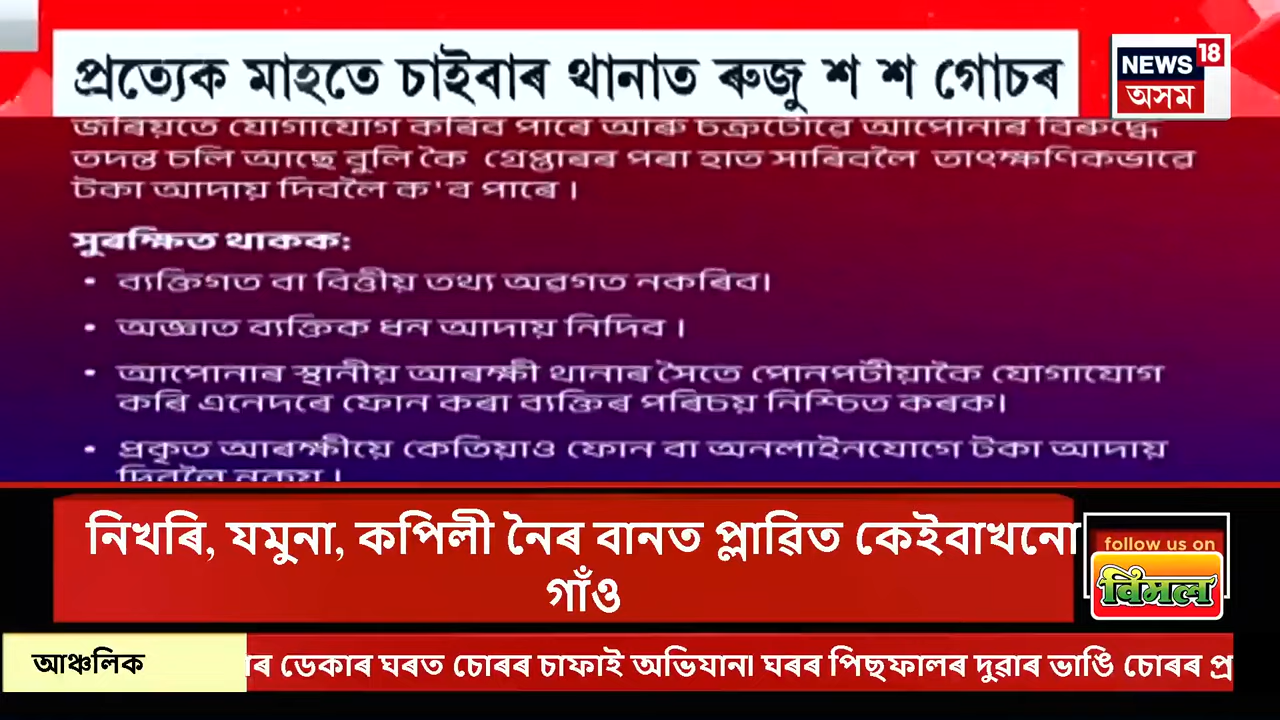 প্ৰত্যেক মাহতে চাইবাৰ থানাত ৰুজু শ শ গোচৰ
NEWS 18
অসম
জৰিয়তে যোগাযোগ কৰিব পাৰে আৰু চক্ৰটোৱে আপোনাৰ বিৰুদ্ধে
তদন্ত চলি আছে বুলি কৈ গ্ৰেপ্তাৰৰ পৰা হাত সাৰিবলৈ তাৎক্ষণিকভাৱে
টকা আদায় দিবলৈ ক'ব পাৰে ।
সুৰক্ষিত থাকক:
• ব্যক্তিগত বা বিত্তীয় তথ্য অৱগত নকৰিব।
• অজ্ঞাত ব্যক্তিক ধন আদায় নিদিব ।
• আপোনাৰ স্থানীয় আৰক্ষী থানাৰ সৈতে পোনপটীয়াকৈ যোগাযোগ
কৰি এনেদৰে ফোন কৰা ব্যক্তিৰ পৰিচয় নিশ্চিত কৰক।
• প্ৰকৃত আৰক্ষীয়ে কেতিয়াও ফোন বা অনলাইনযোগে টকা আদায়
দিবলৈ নকয় ।
নিখৰি, যমুনা, কপিলী নৈৰ বানত প্লাৱিত কেইবাখনো
গাঁও
follow us on
বিমল
আঞ্চলিক
ৰ ডেকাৰ ঘৰত চোৰৰ চাফাই অভিযান। ঘৰৰ পিছফালৰ দুৱাৰ ভাঙি চোৰৰ প্ৰ